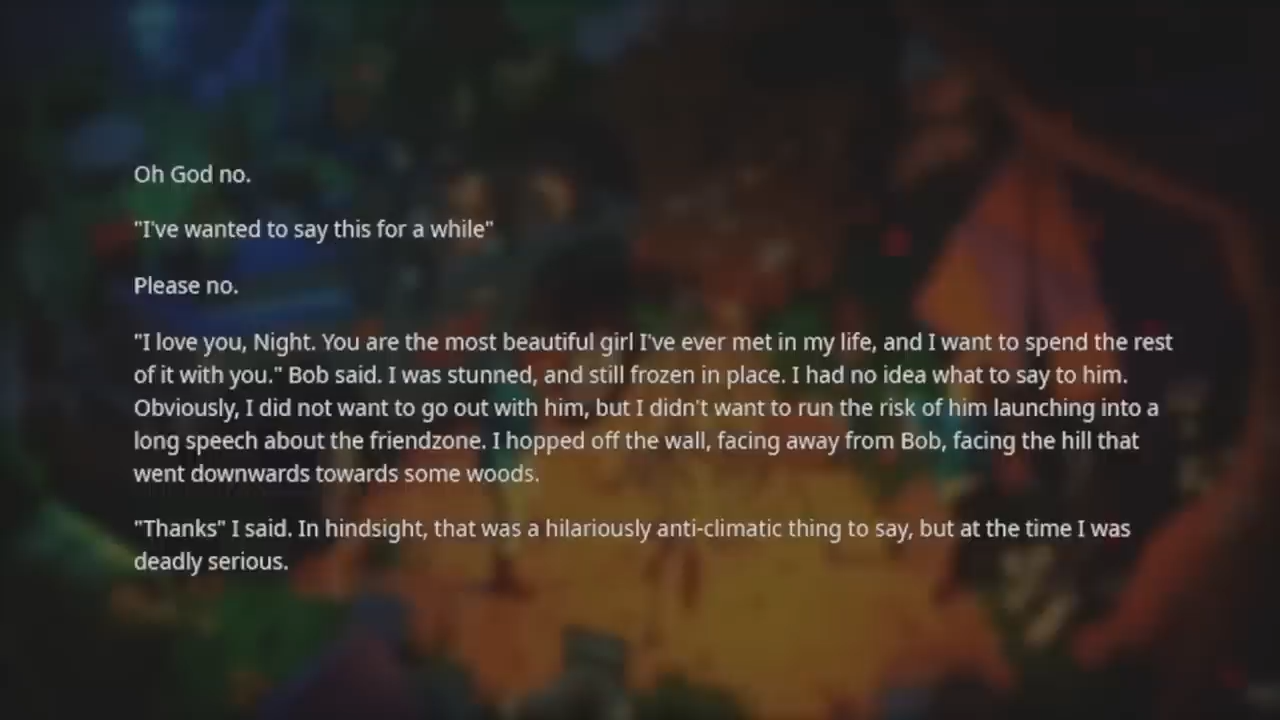 Oh God no.
"I've wanted to say this for a while"
Please no.
"I love you, Night. You are the most beautiful girl I've ever met in my life, and I want to spend the rest
of it with you." Bob said. I was stunned, and still frozen in place. I had no idea what to say to him.
Obviously, I did not want to go out with him, but I didn't want to run the risk of him launching into a
long speech about the friendzone. I hopped off the wall, facing away from Bob, facing the hill that
went downwards towards some woods.
"Thanks" I said. In hindsight, that was a hilariously anti-climatic thing to say, but at the time I was
deadly serious.